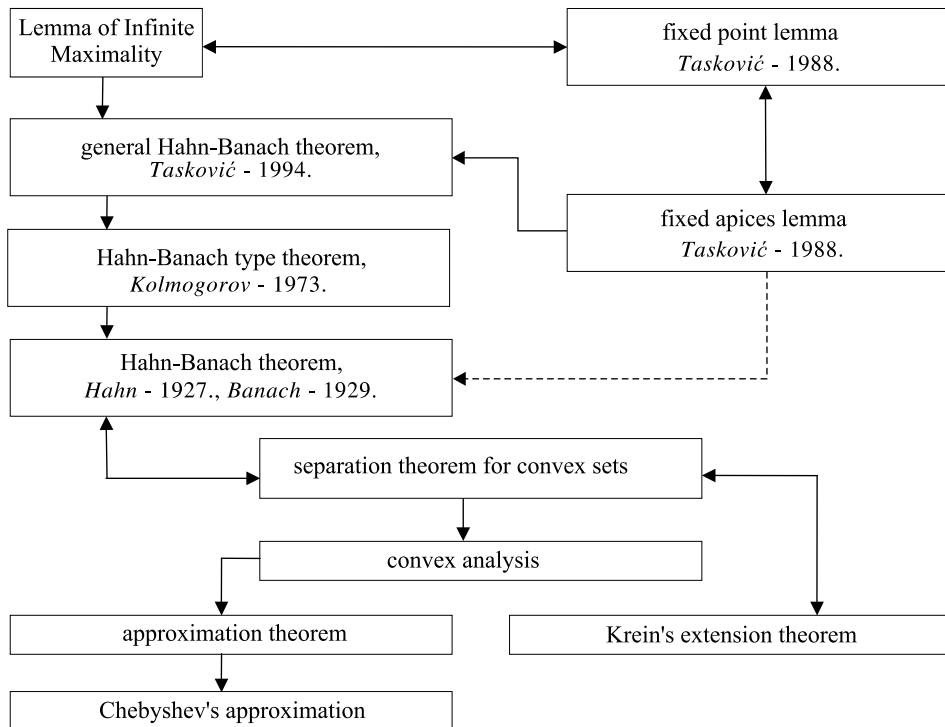 Lemma of Infinite
Maximality
fixed point lemma
Tasković - 1988.
general Hahn-Banach theorem,
Tasković - 1994.
fixed apices lemma
Tasković - 1988.
Hahn-Banach type theorem,
Kolmogorov - 1973.
Hahn-Banach theorem,
Hahn - 1927., Banach - 1929.
separation theorem for convex sets
convex analysis
approximation theorem
Krein's extension theorem
Chebyshev's approximation